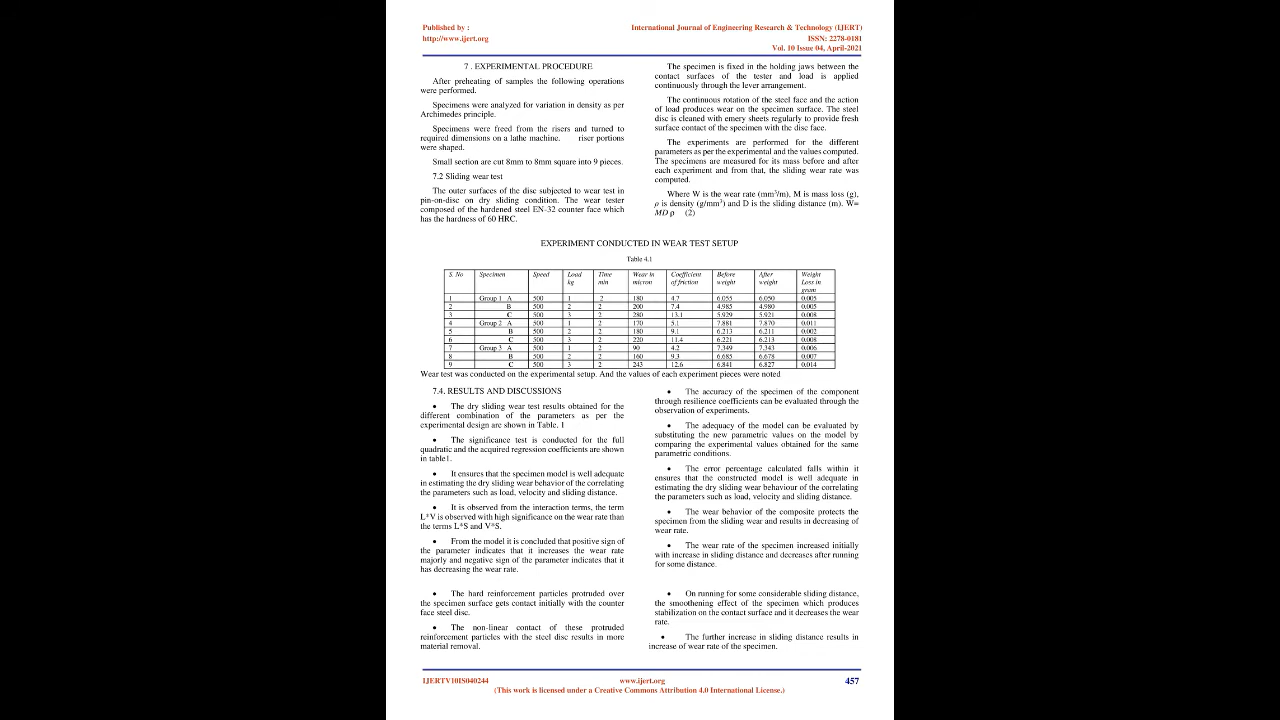 Published by :
http://www.ijert.org
International Journal of Engineering Research & Technology (IJERT)
ISSN: 2278-0181
Vol. 10 Issue 04, April-2021
7 . EXPERIMENTAL PROCEDURE
After preheating of samples the following operations
were performed.
Specimens were analyzed for variation in density as per
Archimedes principle.
Specimens were freed from the risers and turned to
required dimensions on a lathe machine. riser portions
were shaped.
Small section are cut 8mm to 8mm square into 9 pieces.
7.2 Sliding wear test
The outer surfaces of the disc subjected to wear test in
pin-on-disc on dry sliding condition. The wear tester
composed of the hardened steel EN-32 counter face which
has the hardness of 60 HRC.
The specimen is fixed in the holding jaws between the
contact surfaces of the tester and load is applied
continuously through the lever arrangement.
The continuous rotation of the steel face and the action
of load produces wear on the specimen surface. The steel
disc is cleaned with emery sheets regularly to provide fresh
surface contact of the specimen with the disc face.
The experiments are performed for the different
parameters as per the experimental and the values computed.
The specimens are measured for its mass before and after
each experiment and from that, the sliding wear rate was
computed.
Where W is the wear rate (mm³/m), M is mass loss (g),
ρ is density (g/mm³) and D is the sliding distance (m). W=
MD ρ (2)
EXPERIMENT CONDUCTED IN WEAR TEST SETUP
Table 4.1
S. No Specimen Speed Load kg Time min Wear in micron Coefficient of friction Before weight After weight Weight Loss in gram
1 Group 1 A 500 1 2 180 4.7 6.055 6.050 0.005
2 B 500 2 2 200 7.4 4.985 4.980 0.005
3 C 500 3 2 280 13.1 5.929 5.921 0.008
4 Group 2 A 500 1 2 170 5.1 7.881 7.870 0.011
5 B 500 2 2 180 9.1 6.213 6.211 0.002
6 C 500 3 2 220 11.4 6.221 6.213 0.008
7 Group 3 A 500 1 2 90 4.2 7.349 7.343 0.006
8 B 500 2 2 160 9.3 6.685 6.678 0.007
9 C 500 3 2 243 12.6 6.841 6.827 0.014
Wear test was conducted on the experimental setup. And the values of each experiment pieces were noted
7.4. RESULTS AND DISCUSSIONS
• The dry sliding wear test results obtained for the
different combination of the parameters as per the
experimental design are shown in Table. 1
• The significance test is conducted for the full
quadratic and the acquired regression coefficients are shown
in table1.
• It ensures that the specimen model is well adequate
in estimating the dry sliding wear behavior of the correlating
the parameters such as load, velocity and sliding distance.
• It is observed from the interaction terms, the term
L*V is observed with high significance on the wear rate than
the terms L*S and V*S.
• From the model it is concluded that positive sign of
the parameter indicates that it increases the wear rate
majorly and negative sign of the parameter indicates that it
has decreasing the wear rate.
• The hard reinforcement particles protruded over
the specimen surface gets contact initially with the counter
face steel disc.
• The non-linear contact of these protruded
reinforcement particles with the steel disc results in more
material removal.
• The accuracy of the specimen of the component
through resilience coefficients can be evaluated through the
observation of experiments.
• The adequacy of the model can be evaluated by
substituting the new parametric values on the model by
comparing the experimental values obtained for the same
parametric conditions.
• The error percentage calculated falls within it
ensures that the constructed model is well adequate in
estimating the dry sliding wear behaviour of the correlating
the parameters such as load, velocity and sliding distance.
• The wear behavior of the composite protects the
specimen from the sliding wear and results in decreasing of
wear rate.
• The wear rate of the specimen increased initially
with increase in sliding distance and decreases after running
for some distance.
• On running for some considerable sliding distance,
the smoothening effect of the specimen which produces
stabilization on the contact surface and it decreases the wear
rate.
• The further increase in sliding distance results in
increase of wear rate of the specimen.
IJERTV10IS040244
www.ijert.org
457
(This work is licensed under a Creative Commons Attribution 4.0 International License.)